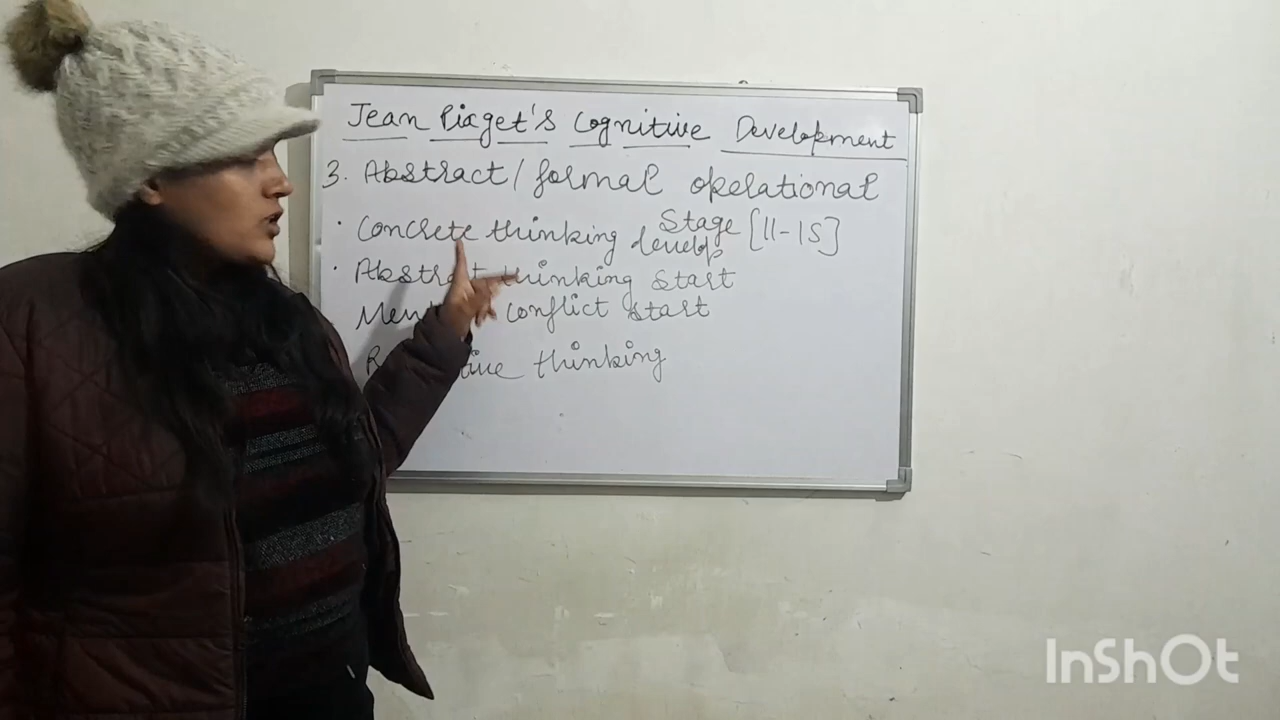 Jean Piaget's Cognitive Development
3. Abstract/formal operational
Stage [11-15]
· Concrete thinking develop
· Abstract thinking start
conflict start
thinking
InShOt